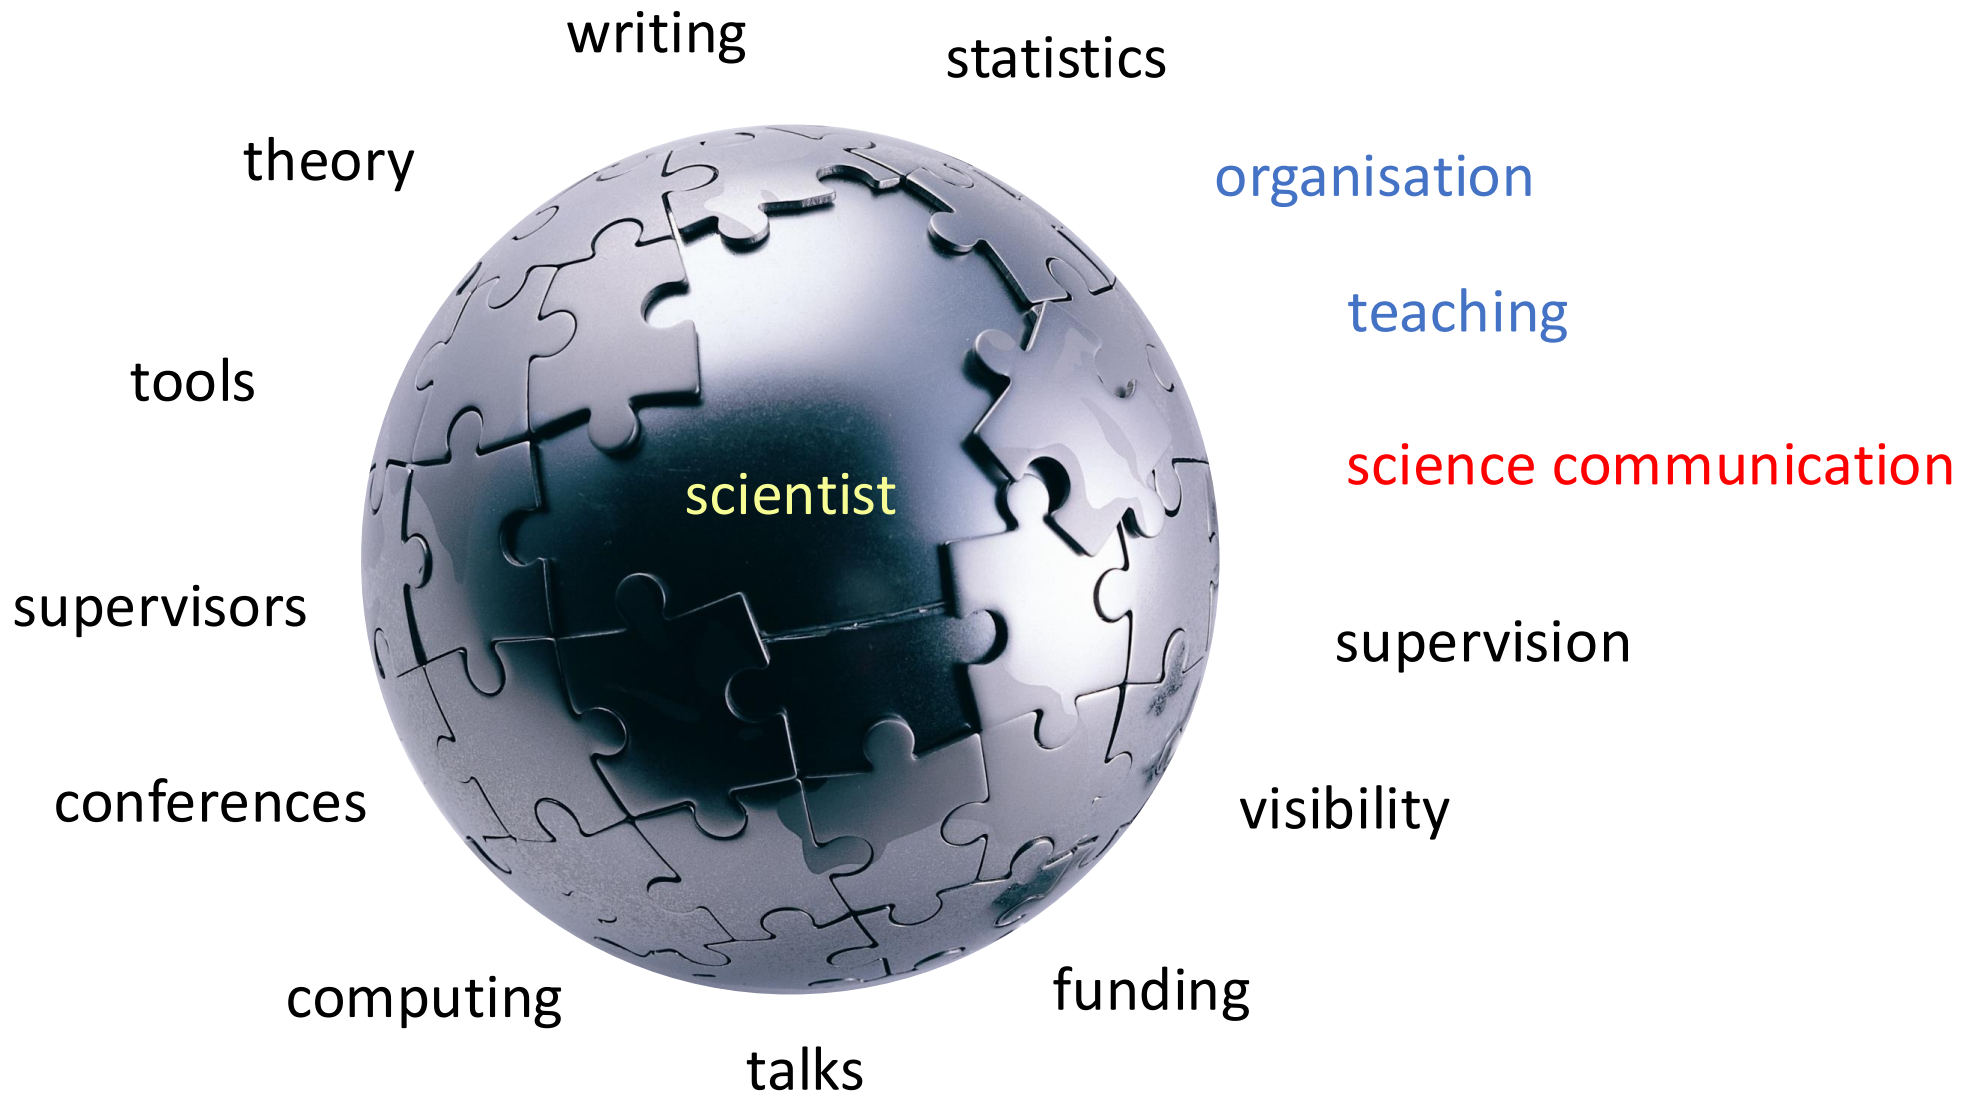 writing
statistics
theory
organisation
teaching
tools
science communication
scientist
supervisors
supervision
conferences
visibility
computing
funding
talks